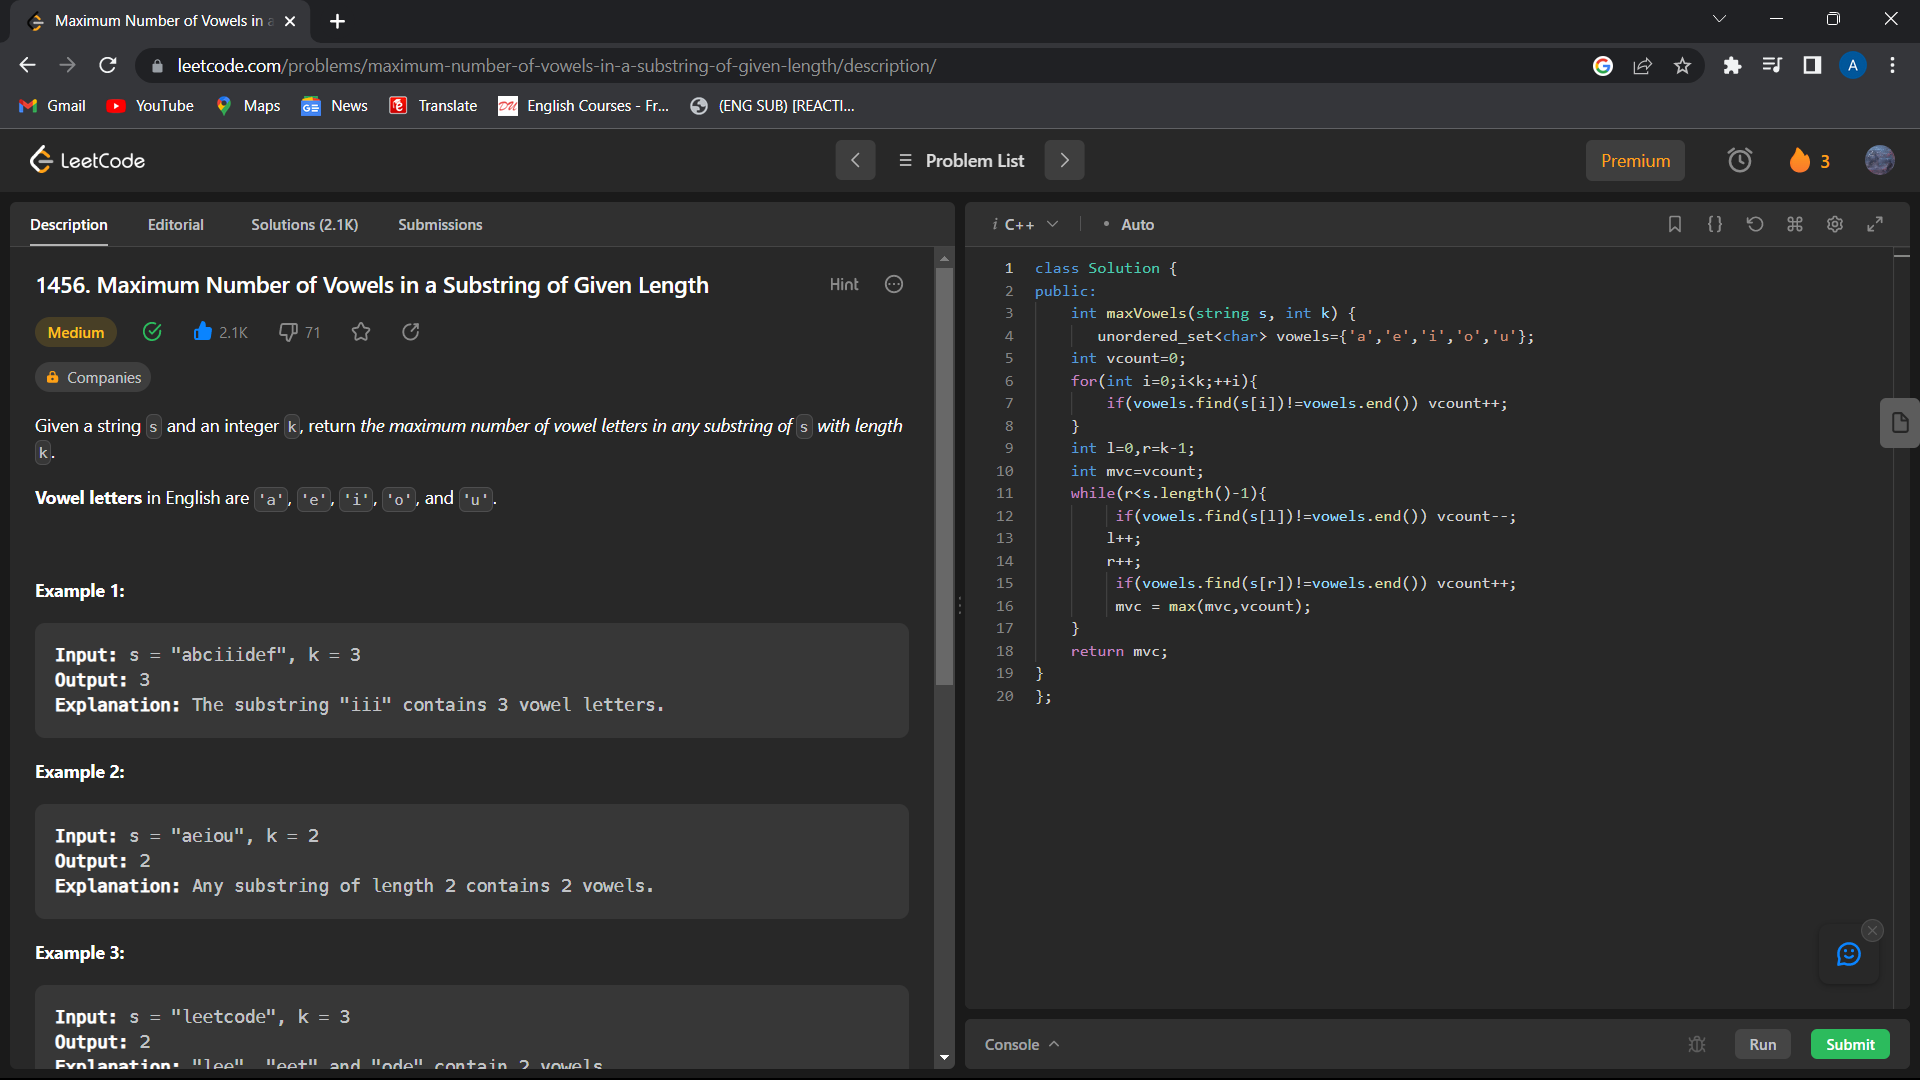 Maximum Number of Vowels in a
leetcode.com/problems/maximum-number-of-vowels-in-a-substring-of-given-length/description/
A
Gmail YouTube Maps News Translate English Courses - Fr... (ENG SUB) [REACTI...
LeetCode
Problem List
Premium
3
Description Editorial Solutions (2.1K) Submissions
1456. Maximum Number of Vowels in a Substring of Given Length
Hint
Medium 2.1K 71
Companies
Given a string s and an integer k, return the maximum number of vowel letters in any substring of s with length
k.
Vowel letters in English are 'a', 'e', 'i', 'o', and 'u'.
Example 1:
Input: s = "abciiidef", k = 3
Output: 3
Explanation: The substring "iii" contains 3 vowel letters.
Example 2:
Input: s = "aeiou", k = 2
Output: 2
Explanation: Any substring of length 2 contains 2 vowels.
Example 3:
Input: s = "leetcode", k = 3
Output: 2
Explanation: "lee", "eet" and "ode" contain 2 vowels.
i C++ • Auto
1 class Solution {
2 public:
3 int maxVowels(string s, int k) {
4 unordered_set<char> vowels={'a','e','i','o','u'};
5 int vcount=0;
6 for(int i=0;i<k;++i){
7 if(vowels.find(s[i])!=vowels.end()) vcount++;
8 }
9 int l=0,r=k-1;
10 int mvc=vcount;
11 while(r<s.length()-1){
12 if(vowels.find(s[l])!=vowels.end()) vcount--;
13 l++;
14 r++;
15 if(vowels.find(s[r])!=vowels.end()) vcount++;
16 mvc = max(mvc,vcount);
17 }
18 return mvc;
19 }
20 };
Console
Run
Submit